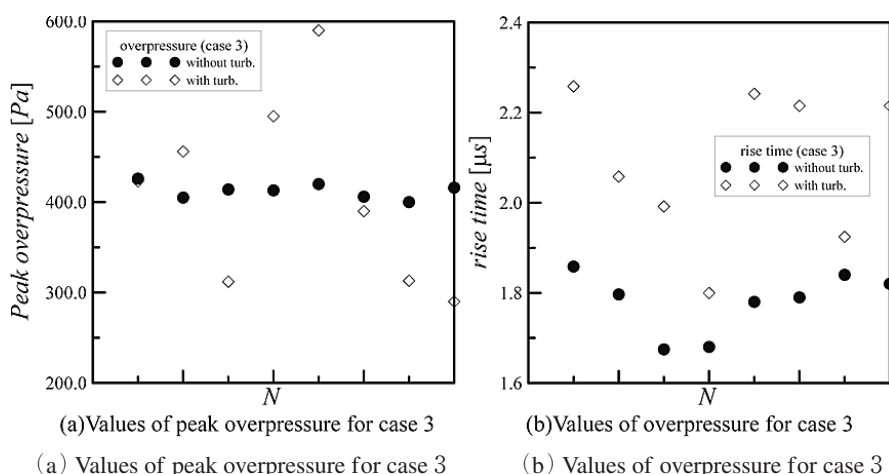 600.0
500.0
400.0
300.0
200.0
Peak overpressure [Pa]
overpressure (case 3)
without turb.
with turb.
N
(a)Values of peak overpressure for case 3
(a) Values of peak overpressure for case 3
2.4
2.2
2.0
1.8
1.6
rise time [μs]
rise time (case 3)
without turb.
with turb.
N
(b)Values of overpressure for case 3
(b) Values of overpressure for case 3